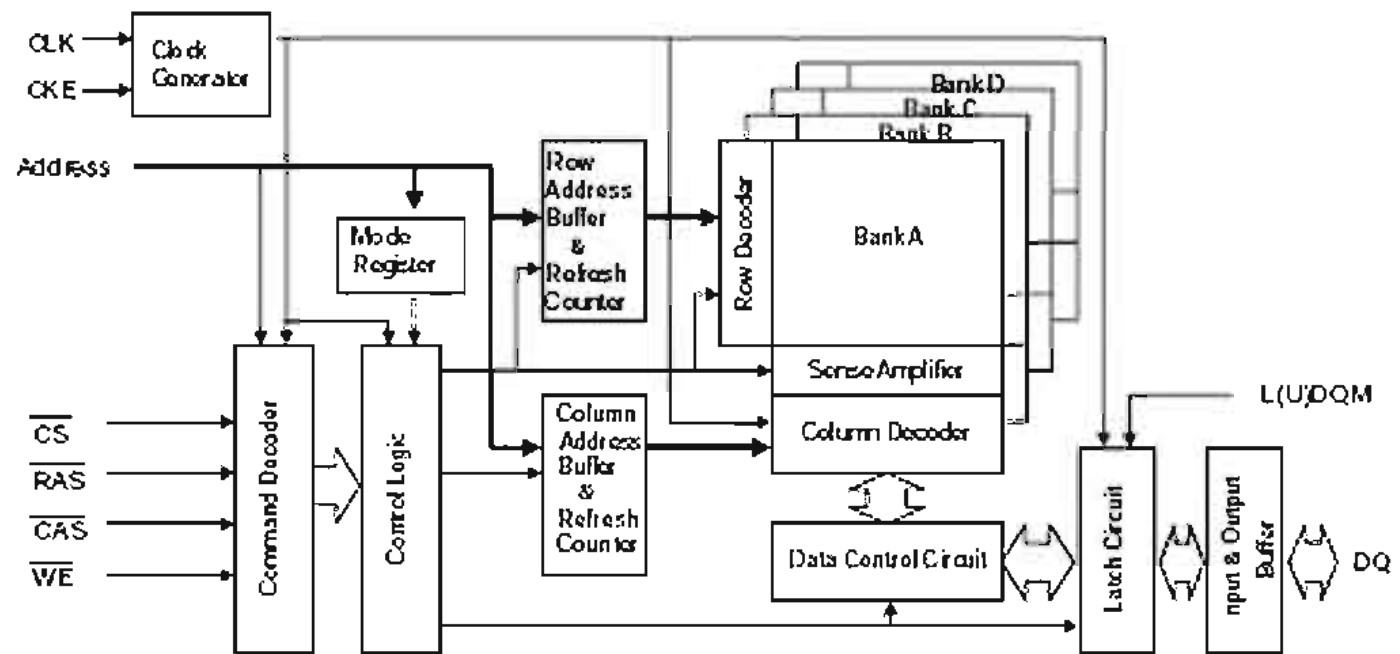 CLK
CKE
Clock
Generator
Address
Mode
Register
Row
Address
Buffer
&
Refresh
Counter
Bank D
Bank C
Bank B
Row Decoder
Bank A
Sense Amplifier
Column Decoder
CS
RAS
CAS
WE
Command Decoder
Control Logic
Column
Address
Buffer
&
Refresh
Counter
Data Control Circuit
L(U)DQM
Latch Circuit
nput & Output
Buffer
DQ